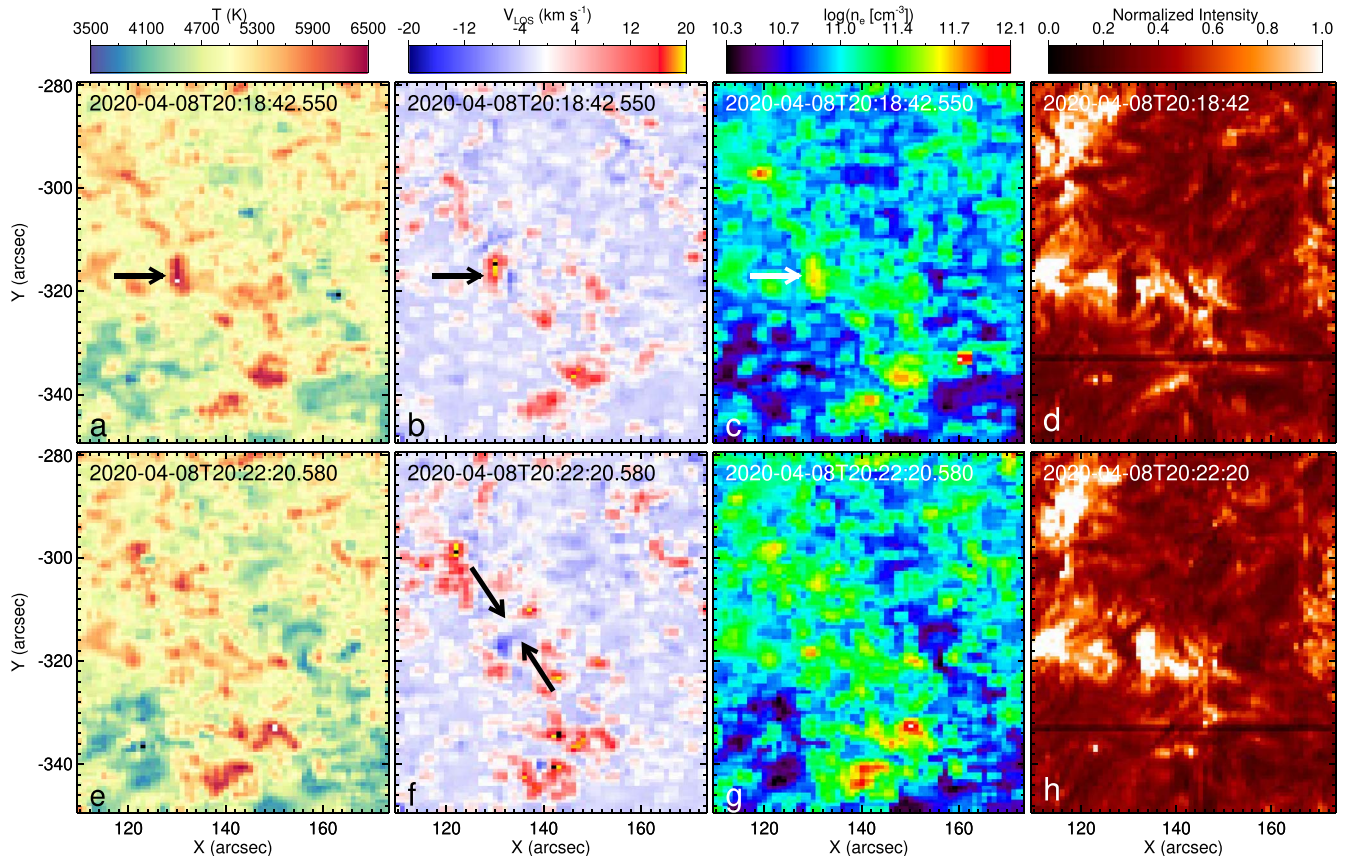 T (K)
3500 4100 4700 5300 5900 6500
V_LOS (km s⁻¹)
-20 -12 -4 4 12 20
log(n_e [cm⁻³])
10.3 10.7 11.0 11.4 11.7 12.1
Normalized Intensity
0.0 0.2 0.4 0.6 0.8 1.0
2020-04-08T20:18:42.550
2020-04-08T20:18:42.550
2020-04-08T20:18:42.550
2020-04-08T20:18:42
-280
-300
-320
-340
Y (arcsec)
a
b
c
d
2020-04-08T20:22:20.580
2020-04-08T20:22:20.580
2020-04-08T20:22:20.580
2020-04-08T20:22:20
-280
-300
-320
-340
Y (arcsec)
e
f
g
h
120 140 160
120 140 160
120 140 160
120 140 160
X (arcsec)
X (arcsec)
X (arcsec)
X (arcsec)